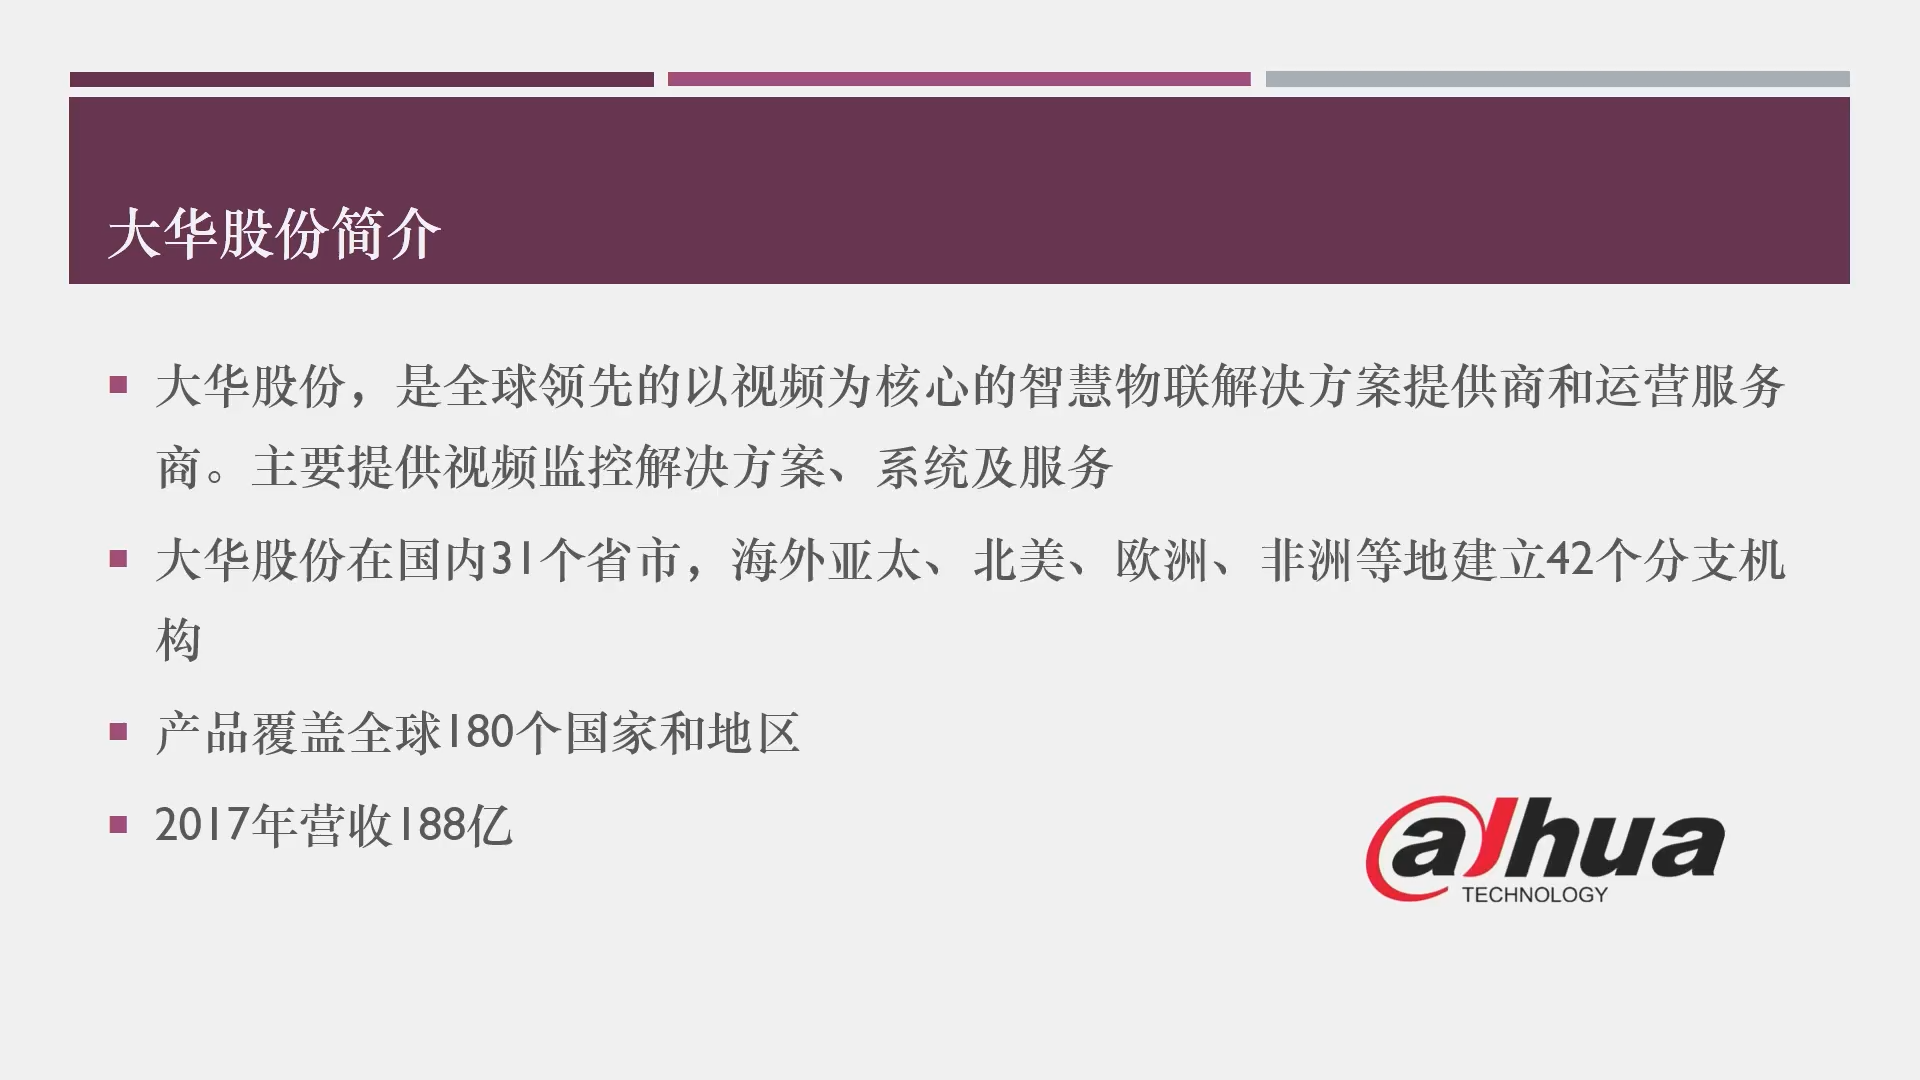 大华股份简介
大华股份，是全球领先的以视频为核心的智慧物联解决方案提供商和运营服务
商。主要提供视频监控解决方案、系统及服务
大华股份在国内31个省市，海外亚太、北美、欧洲、非洲等地建立42个分支机
构
产品覆盖全球180个国家和地区
2017年营收188亿
alhua
TECHNOLOGY